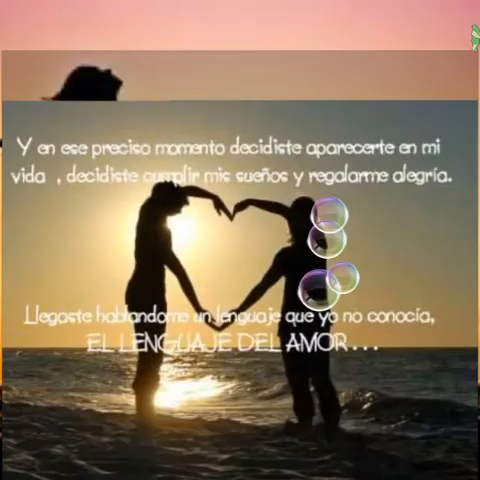 Y en ese preciso momento decidiste aparecerte en mi
vida , decidiste cumplir mis sueños y regalarme alegría.
Llegaste hablandome un lenguaje que yo no conocía,
EL LENGUAJE DEL AMOR...